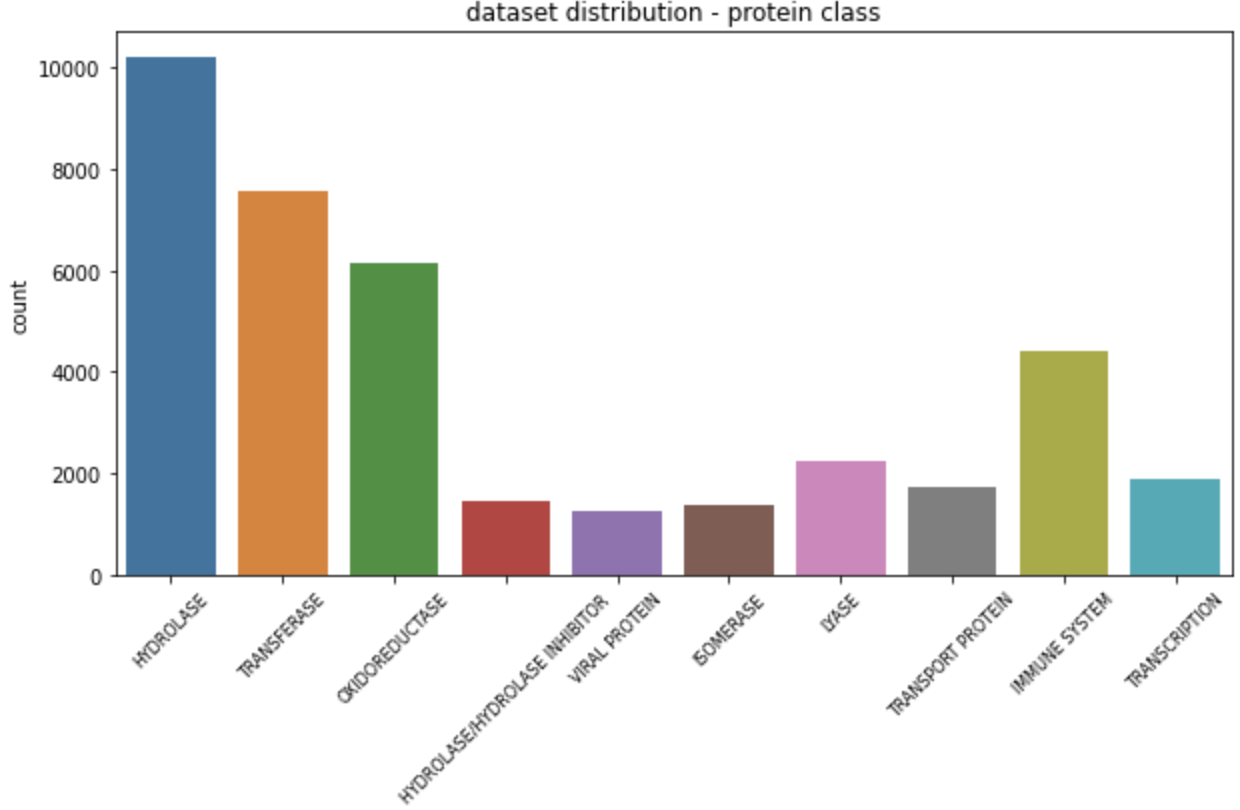 dataset distribution - protein class
10000
8000
6000
4000
2000
0
count
HYDROLASE
TRANSFERASE
OXIDOREDUCTASE
HYDROLASE/HYDROLASE INHIBITOR
VIRAL PROTEIN
ISOMERASE
LYASE
TRANSPORT PROTEIN
IMMUNE SYSTEM
TRANSCRIPTION